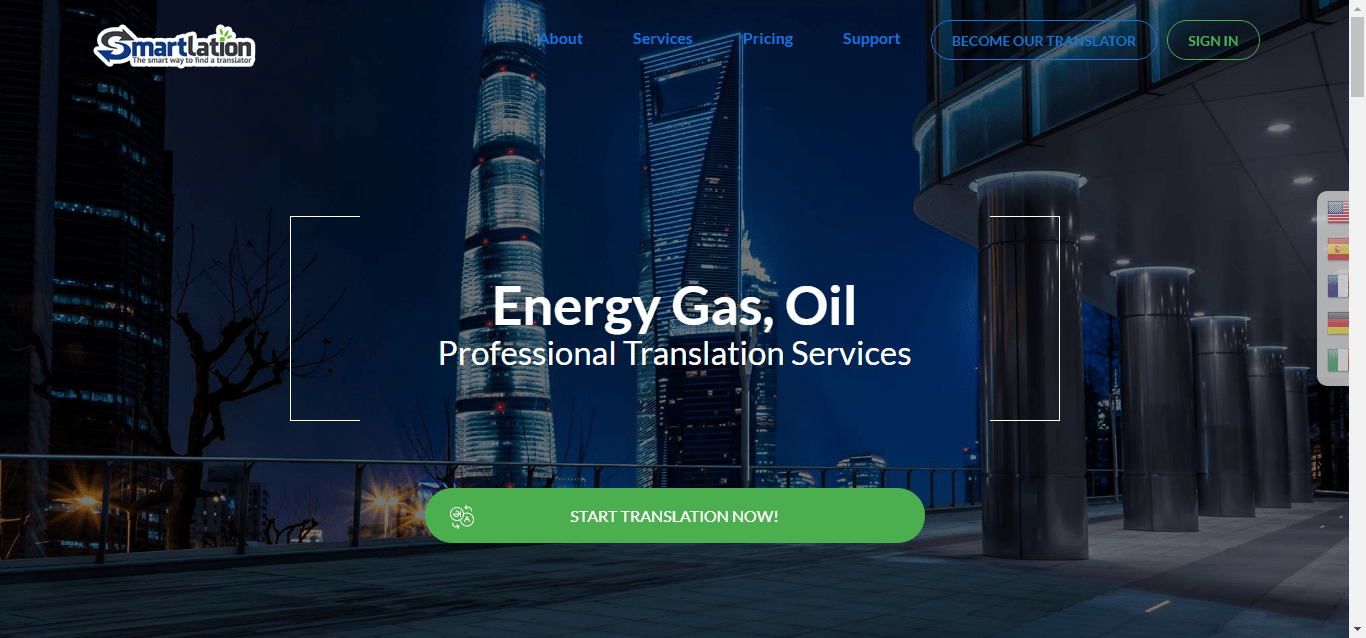 Smartlation
The smart way to find a translator
About
Services
Pricing
Support
BECOME OUR TRANSLATOR
SIGN IN
Energy Gas, Oil
Professional Translation Services
START TRANSLATION NOW!